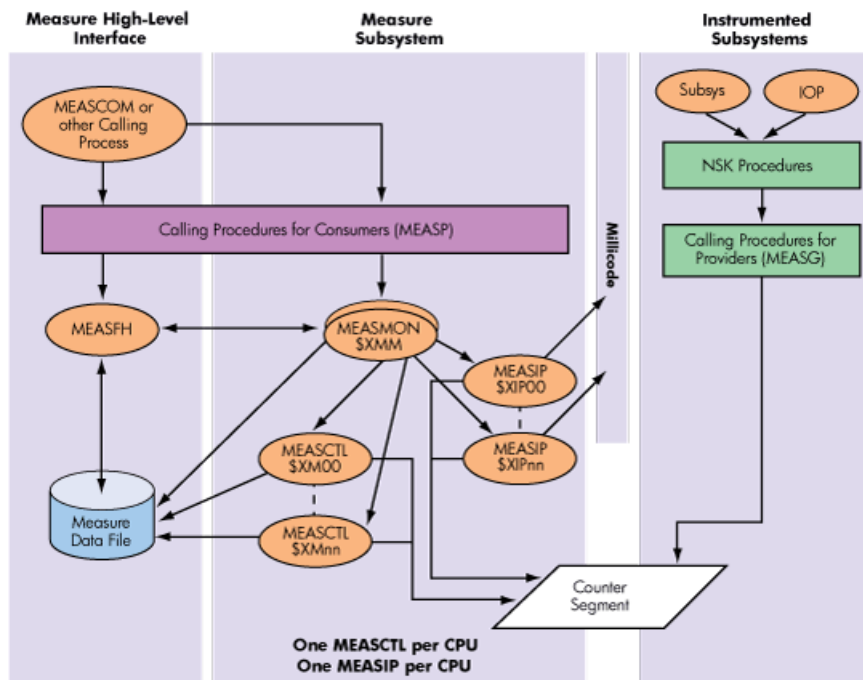 Measure High-Level
Interface
Measure
Subsystem
Instrumented
Subsystems
MEASCOM or
other Calling
Process
Subsys
IOP
NSK Procedures
Calling Procedures for Consumers (MEASP)
Calling Procedures for
Providers (MEASG)
Millicode
MEASFH
MEASMON
$XMM
MEASIP
$XIP00
MEASCTL
$XM00
MEASIP
$XIPnn
Measure
Data File
MEASCTL
$XMnn
Counter
Segment
One MEASCTL per CPU
One MEASIP per CPU